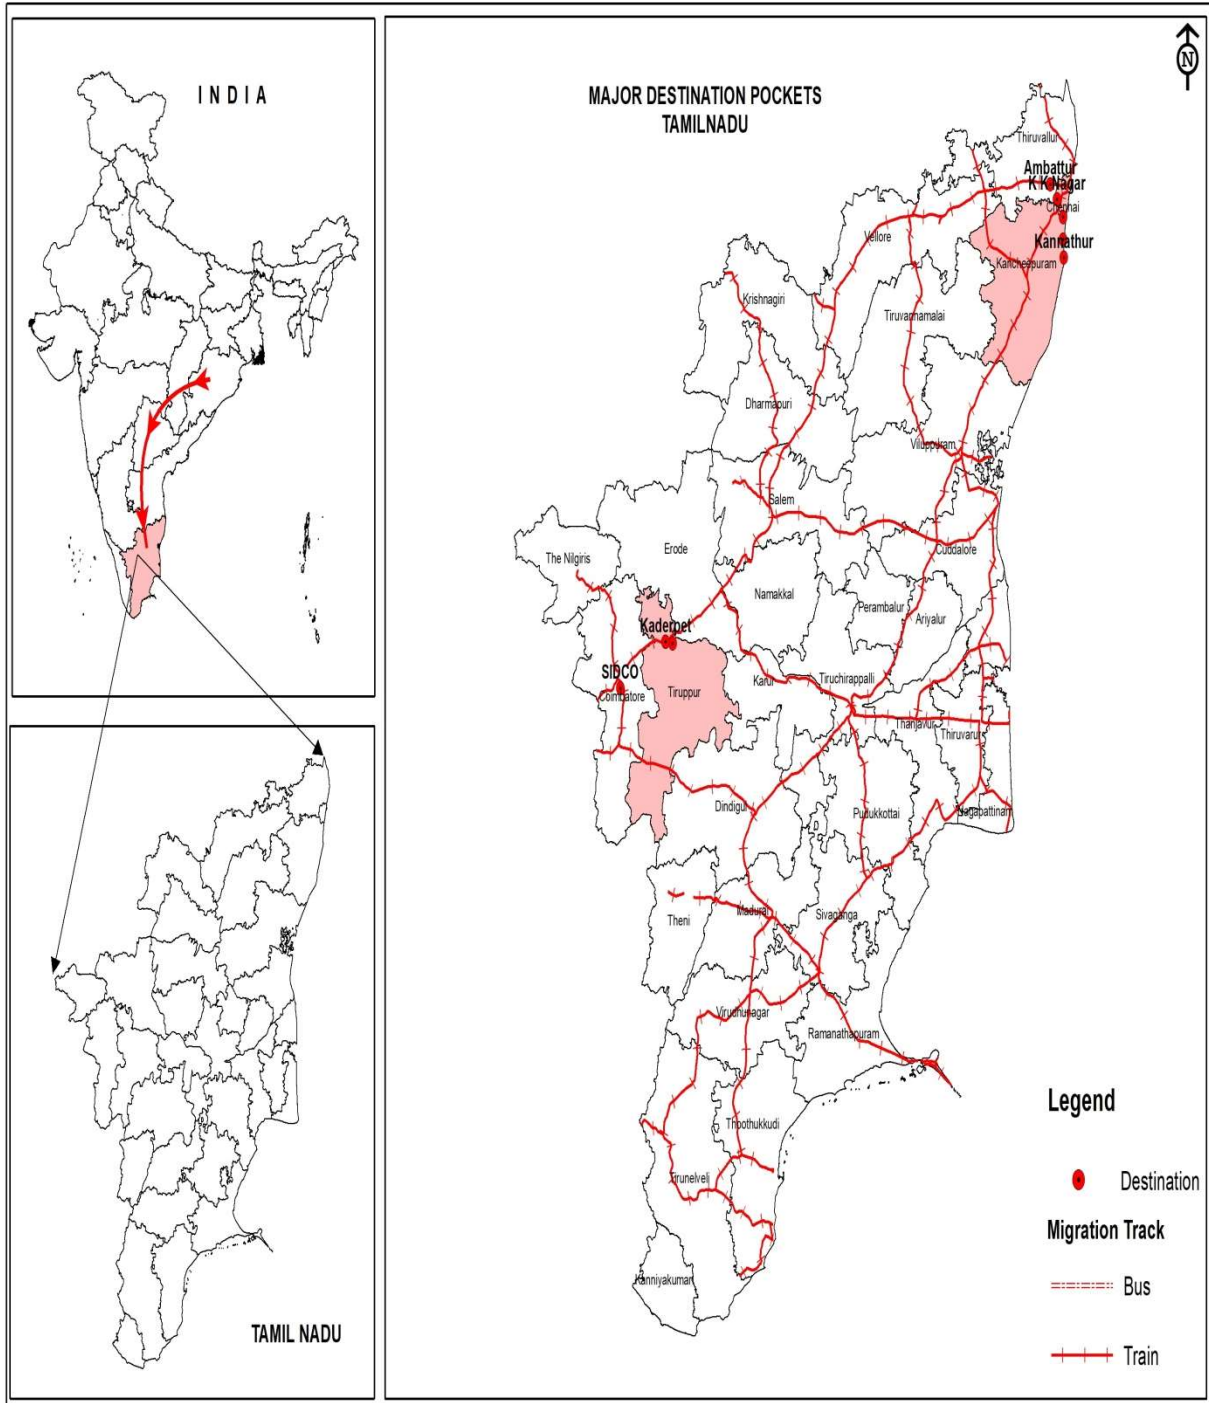 I N D I A
TAMIL NADU
MAJOR DESTINATION POCKETS
TAMILNADU
N
Thiruvallur
Ambattur
K K Nagar
Chennai
Kannathur
Kancheepuram
Vellore
Krishnagiri
Tiruvannamalai
Dharmapuri
Viluppuram
Salem
Cuddalore
The Nilgiris
Erode
Namakkal
Perambalur
Ariyalur
Kaderpet
SIDCO
Coimbatore
Tiruppur
Karur
Tiruchirappalli
Thanjavur
Thiruvarur
Dindigul
Pudukkottai
Nagapattinam
Theni
Madurai
Sivaganga
Virudhunagar
Ramanathapuram
Thoothukkudi
Tirunelveli
Kanniyakumari
Legend
Destination
Migration Track
Bus
Train